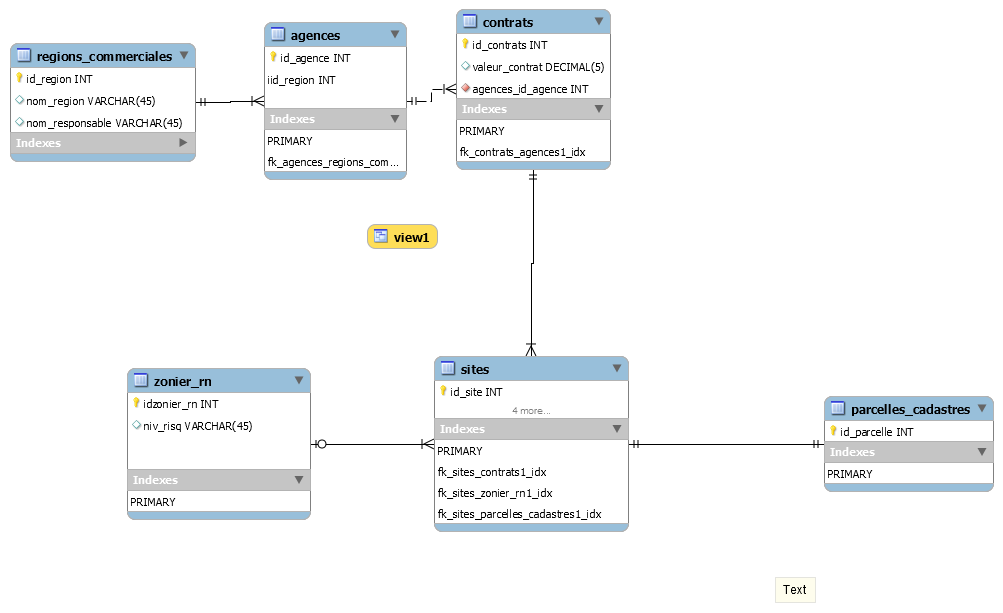 regions_commerciales
id_region INT
nom_region VARCHAR(45)
nom_responsable VARCHAR(45)
Indexes
agences
id_agence INT
iid_region INT
Indexes
PRIMARY
fk_agences_regions_com...
contrats
id_contrats INT
valeur_contrat DECIMAL(5)
agences_id_agence INT
Indexes
PRIMARY
fk_contrats_agences1_idx
view1
zonier_rn
idzonier_rn INT
niv_risq VARCHAR(45)
Indexes
PRIMARY
sites
id_site INT
4 more...
Indexes
PRIMARY
fk_sites_contrats1_idx
fk_sites_zonier_rn1_idx
fk_sites_parcelles_cadastres1_idx
parcelles_cadastres
id_parcelle INT
Indexes
PRIMARY
Text